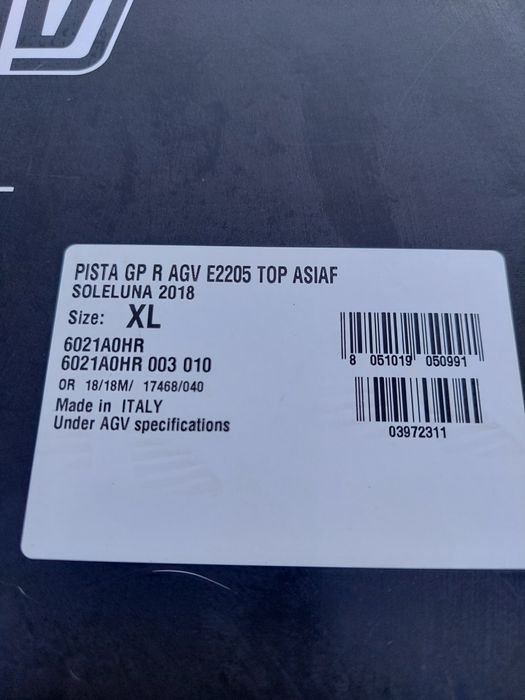 PISTA GP R AGV E2205 TOP ASIAF
SOLELUNA 2018
Size: XL
6021A0HR
6021A0HR 003 010
8 051019 050991
OR 18/18M/ 17468/040
Made in ITALY
Under AGV specifications
03972311